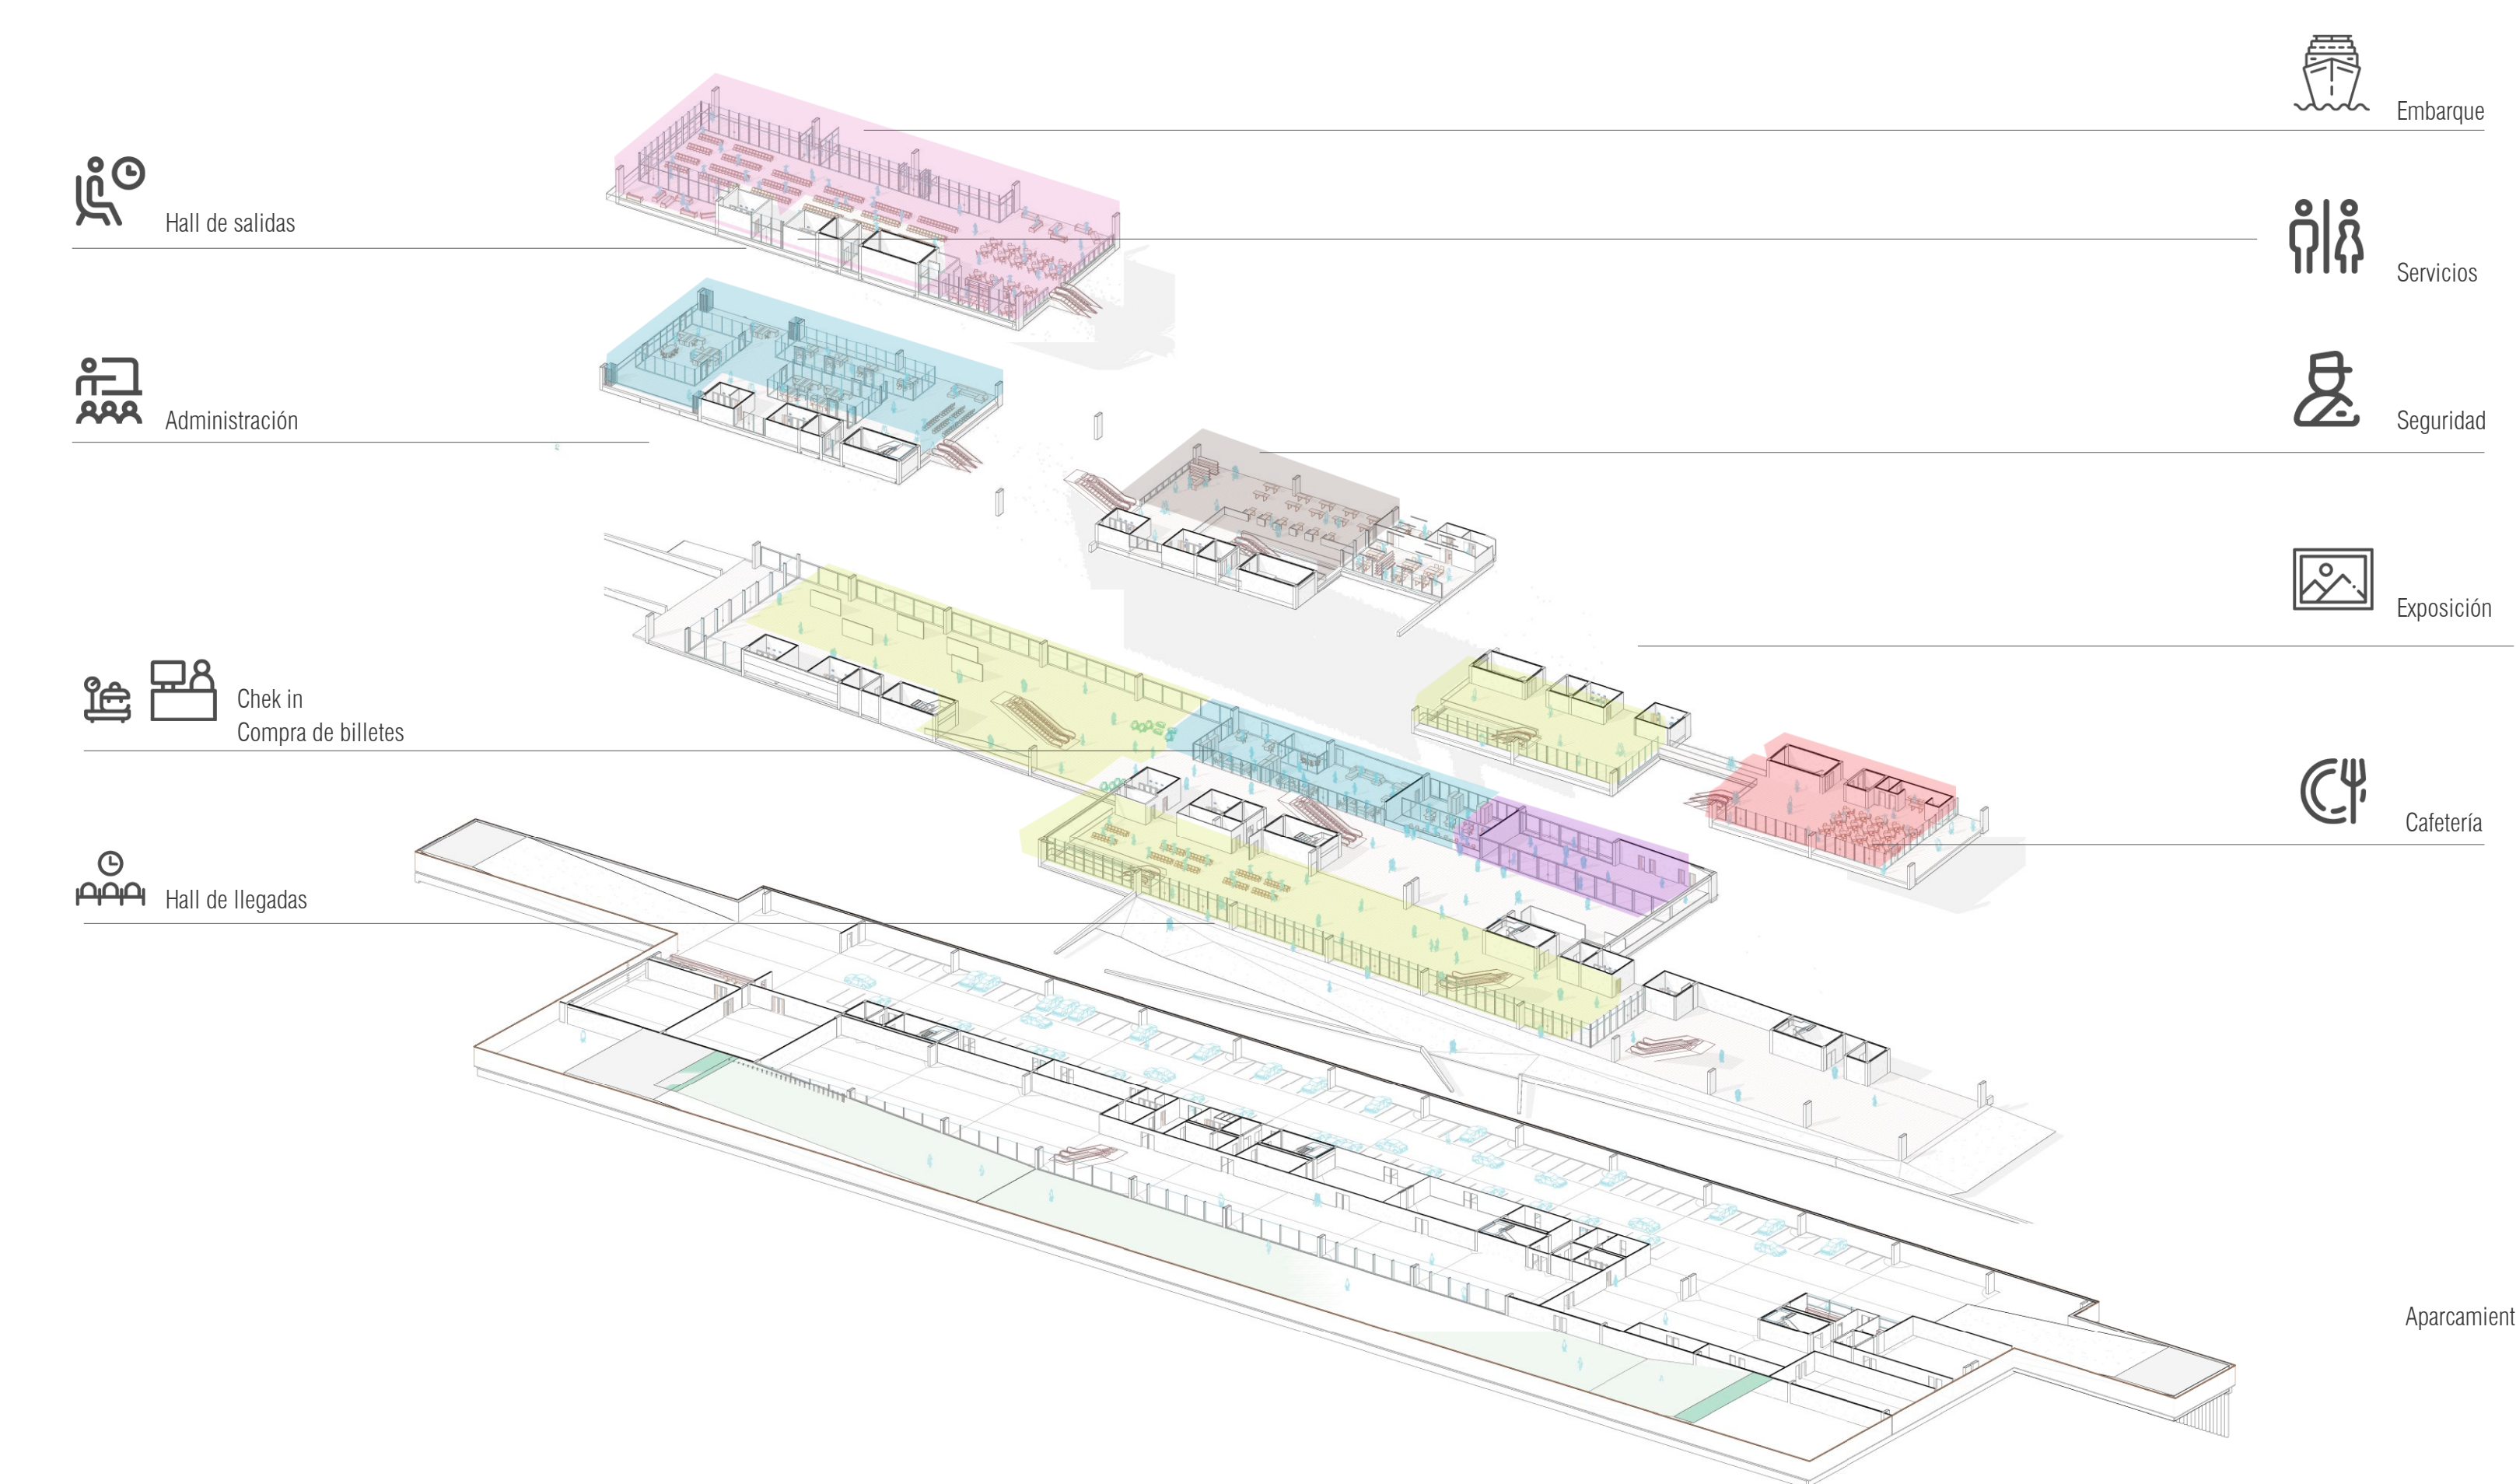 Embarque
Hall de salidas
Servicios
Administración
Seguridad
Exposición
Chek in
Compra de billetes
Cafetería
Hall de llegadas
Aparcamient